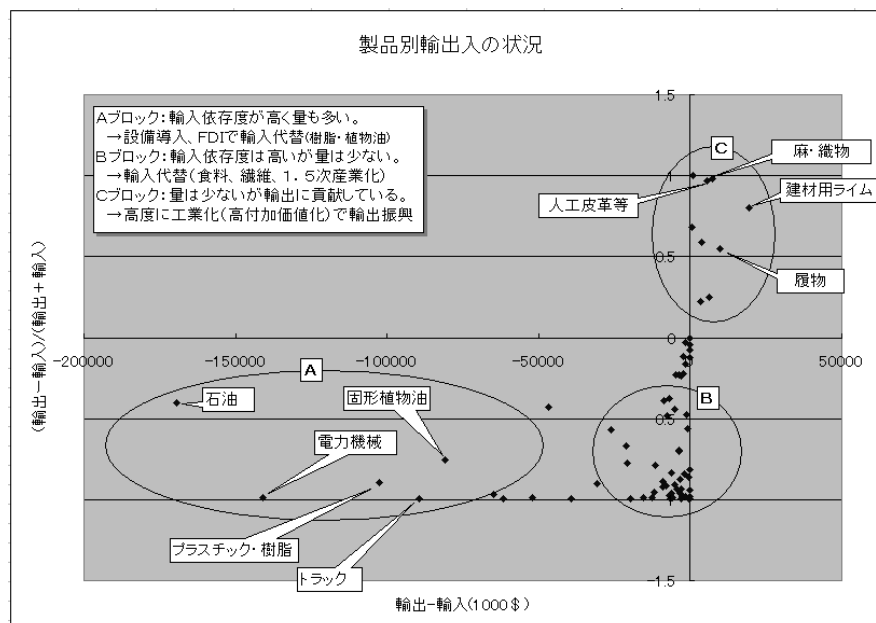 製品別輸出入の状況
1.5
Aブロック：輸入依存度が高く量も多い。
→設備導入、FDIで輸入代替(樹脂・植物油)
Bブロック：輸入依存度は高いが量は少ない。
→輸入代替(食料、繊維、1.5次産業化)
Cブロック：量は少ないが輸出に貢献している。
→高度に工業化(高付加価値化)で輸出振興
C
麻・織物
1
人工皮革等
建材用ライム
0.5
履物
0
-200000
-150000
-100000
-50000
50000
A
石油
固形植物油
B
電力機械
プラスチック・樹脂
トラック
-1.5
(輸出－輸入)/(輸出＋輸入)
輸出－輸入(1000＄)